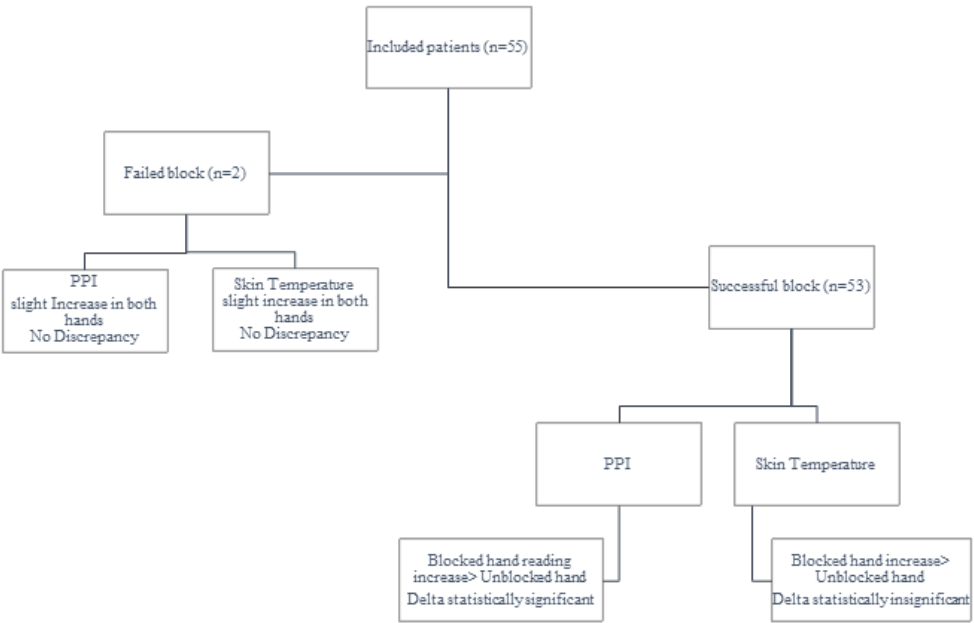 Included patients (n=55)
Failed block (n=2)
PPI
slight Increase in both
hands
No Discrepancy
Skin Temperature
slight increase in both
hands
No Discrepancy
Successful block (n=53)
PPI
Skin Temperature
Blocked hand reading
increase> Unblocked hand
Delta statistically significant
Blocked hand increase>
Unblocked hand
Delta statistically insignificant